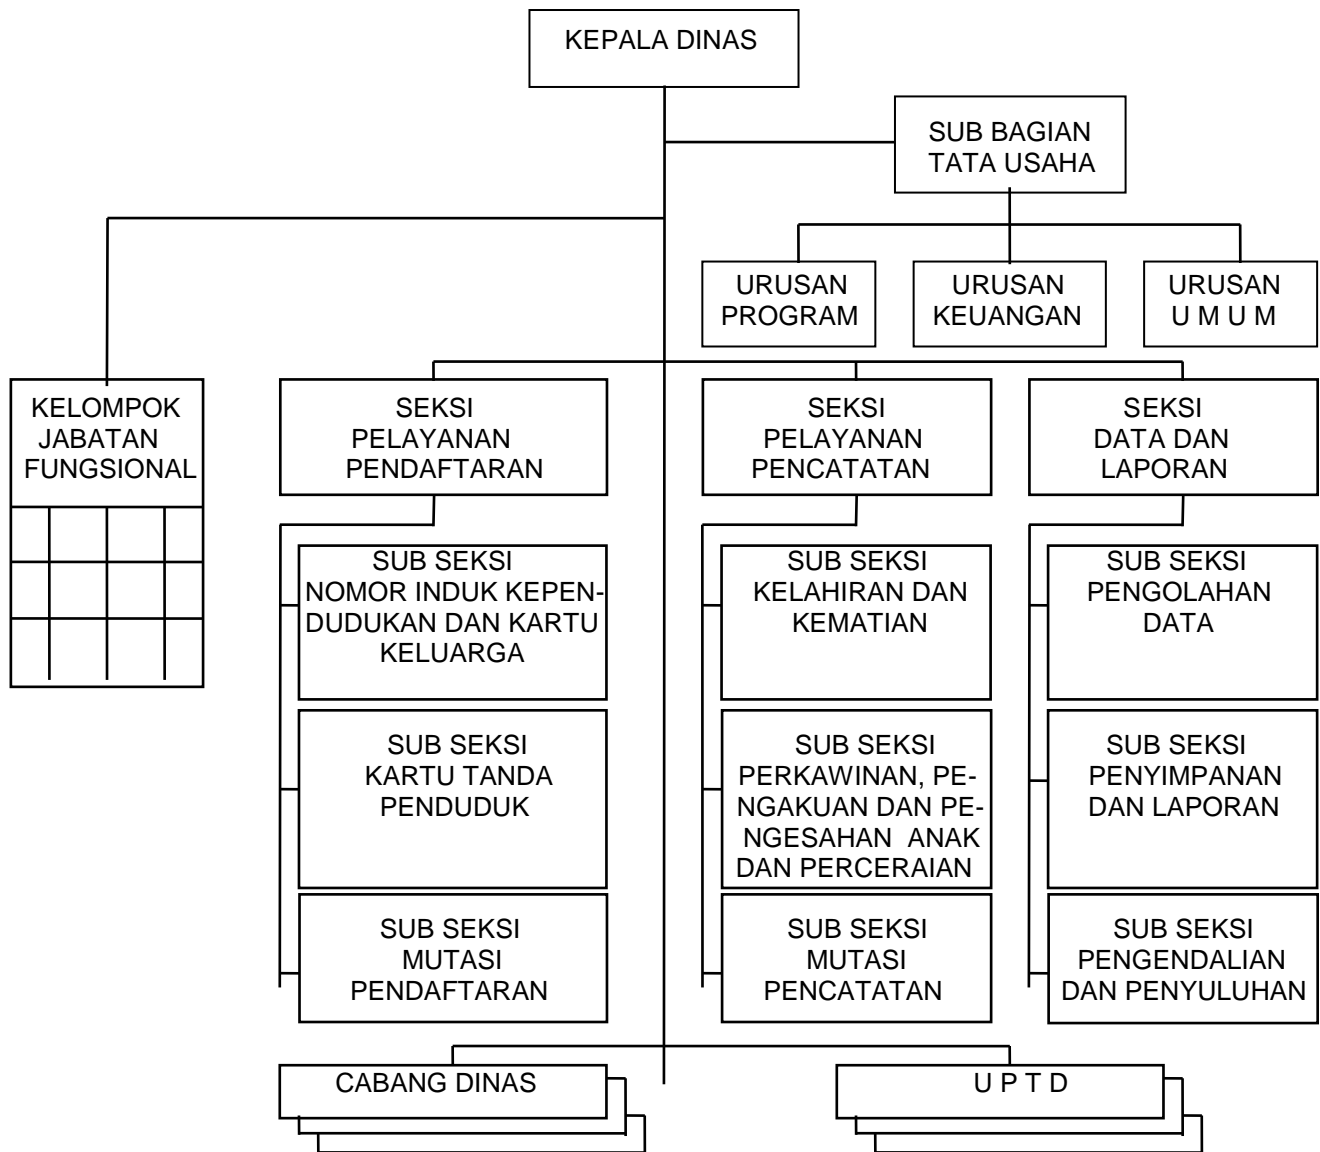 KEPALA DINAS
SUB BAGIAN
TATA USAHA
URUSAN
PROGRAM
URUSAN
KEUANGAN
URUSAN
U M U M
KELOMPOK
JABATAN
FUNGSIONAL
SEKSI
PELAYANAN
PENDAFTARAN
SEKSI
PELAYANAN
PENCATATAN
SEKSI
DATA DAN
LAPORAN
SUB SEKSI
NOMOR INDUK KEPEN-
DUDUKAN DAN KARTU
KELUARGA
SUB SEKSI
KELAHIRAN DAN
KEMATIAN
SUB SEKSI
PENGOLAHAN
DATA
SUB SEKSI
KARTU TANDA
PENDUDUK
SUB SEKSI
PERKAWINAN, PE-
NGAKUAN DAN PE-
NGESAHAN ANAK
DAN PERCERAIAN
SUB SEKSI
PENYIMPANAN
DAN LAPORAN
SUB SEKSI
MUTASI
PENDAFTARAN
SUB SEKSI
MUTASI
PENCATATAN
SUB SEKSI
PENGENDALIAN
DAN PENYULUHAN
CABANG DINAS
U P T D